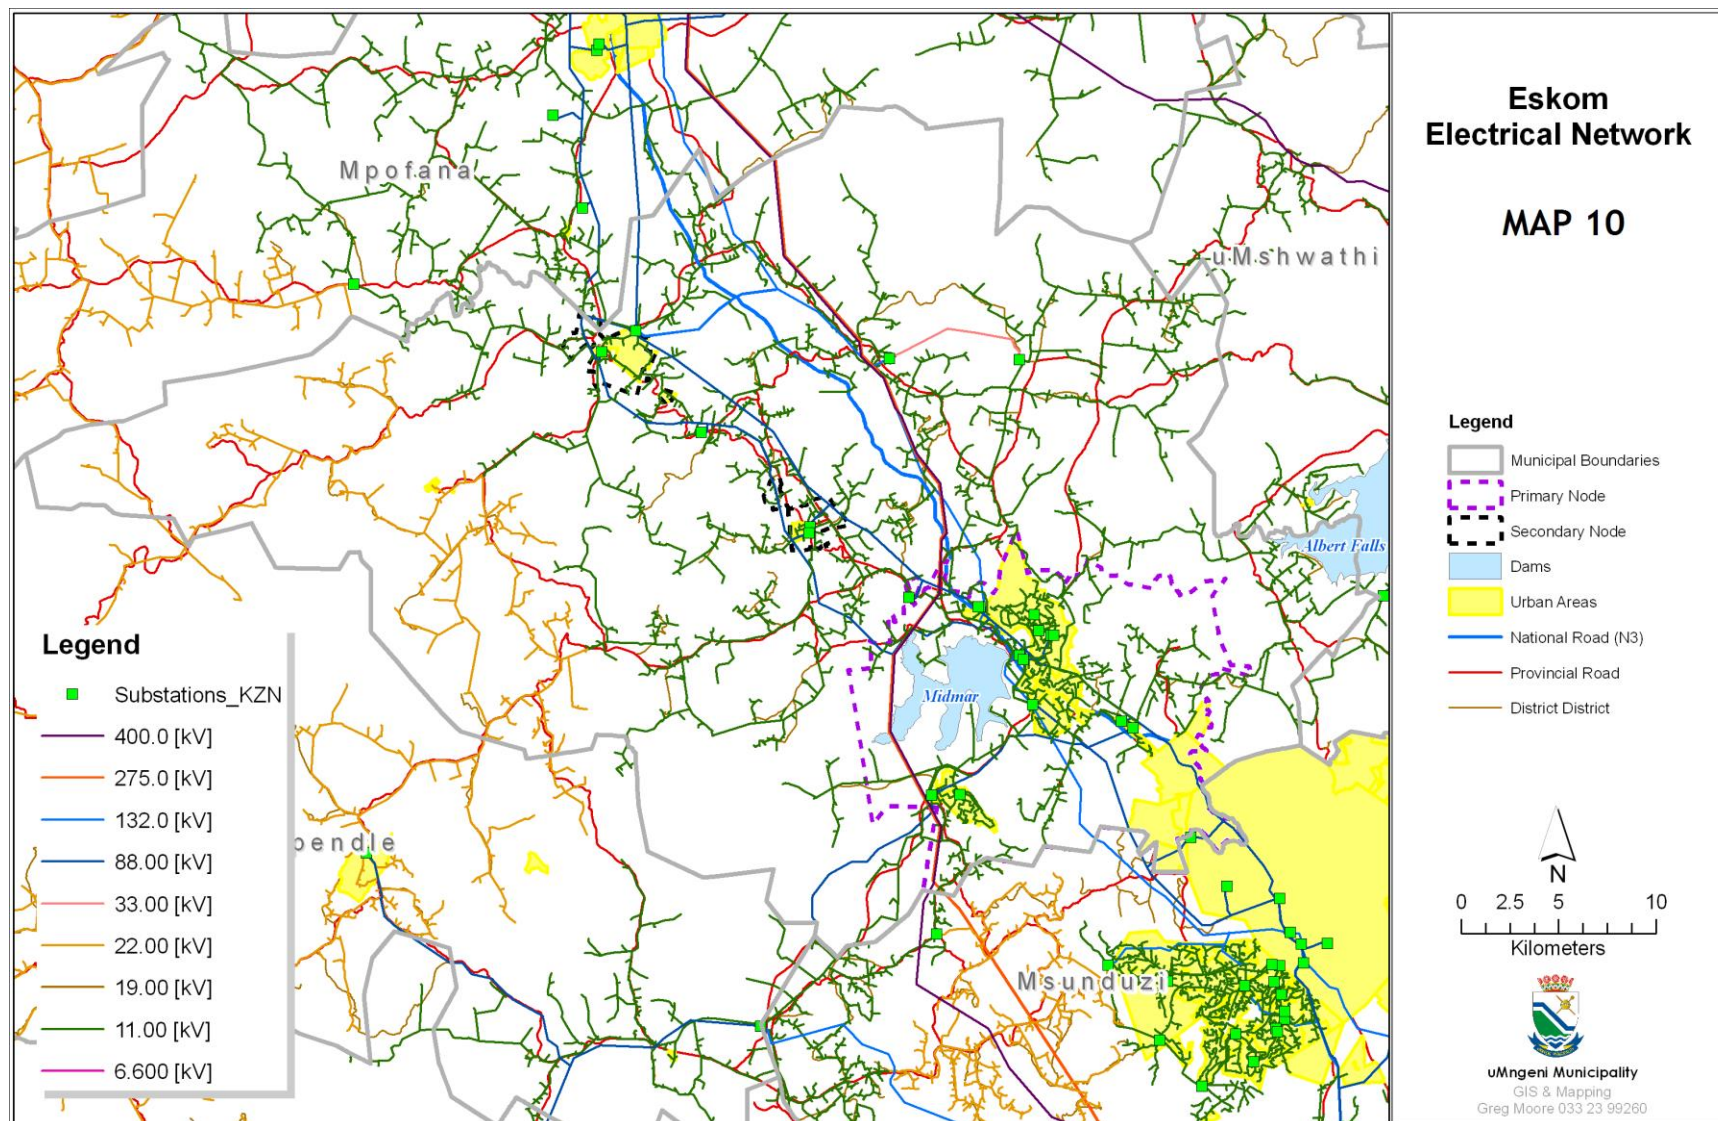 Mpofana
uMshwathi
Albert Falls
Midmar
pendle
Msunduzi
Legend
Substations_KZN
400.0 [kV]
275.0 [kV]
132.0 [kV]
88.00 [kV]
33.00 [kV]
22.00 [kV]
19.00 [kV]
11.00 [kV]
6.600 [kV]
Eskom
Electrical Network
MAP 10
Legend
Municipal Boundaries
Primary Node
Secondary Node
Dams
Urban Areas
National Road (N3)
Provincial Road
District District
N
0 2.5 5 10
Kilometers
uMngeni Municipality
GIS & Mapping
Greg Moore 033 23 99260